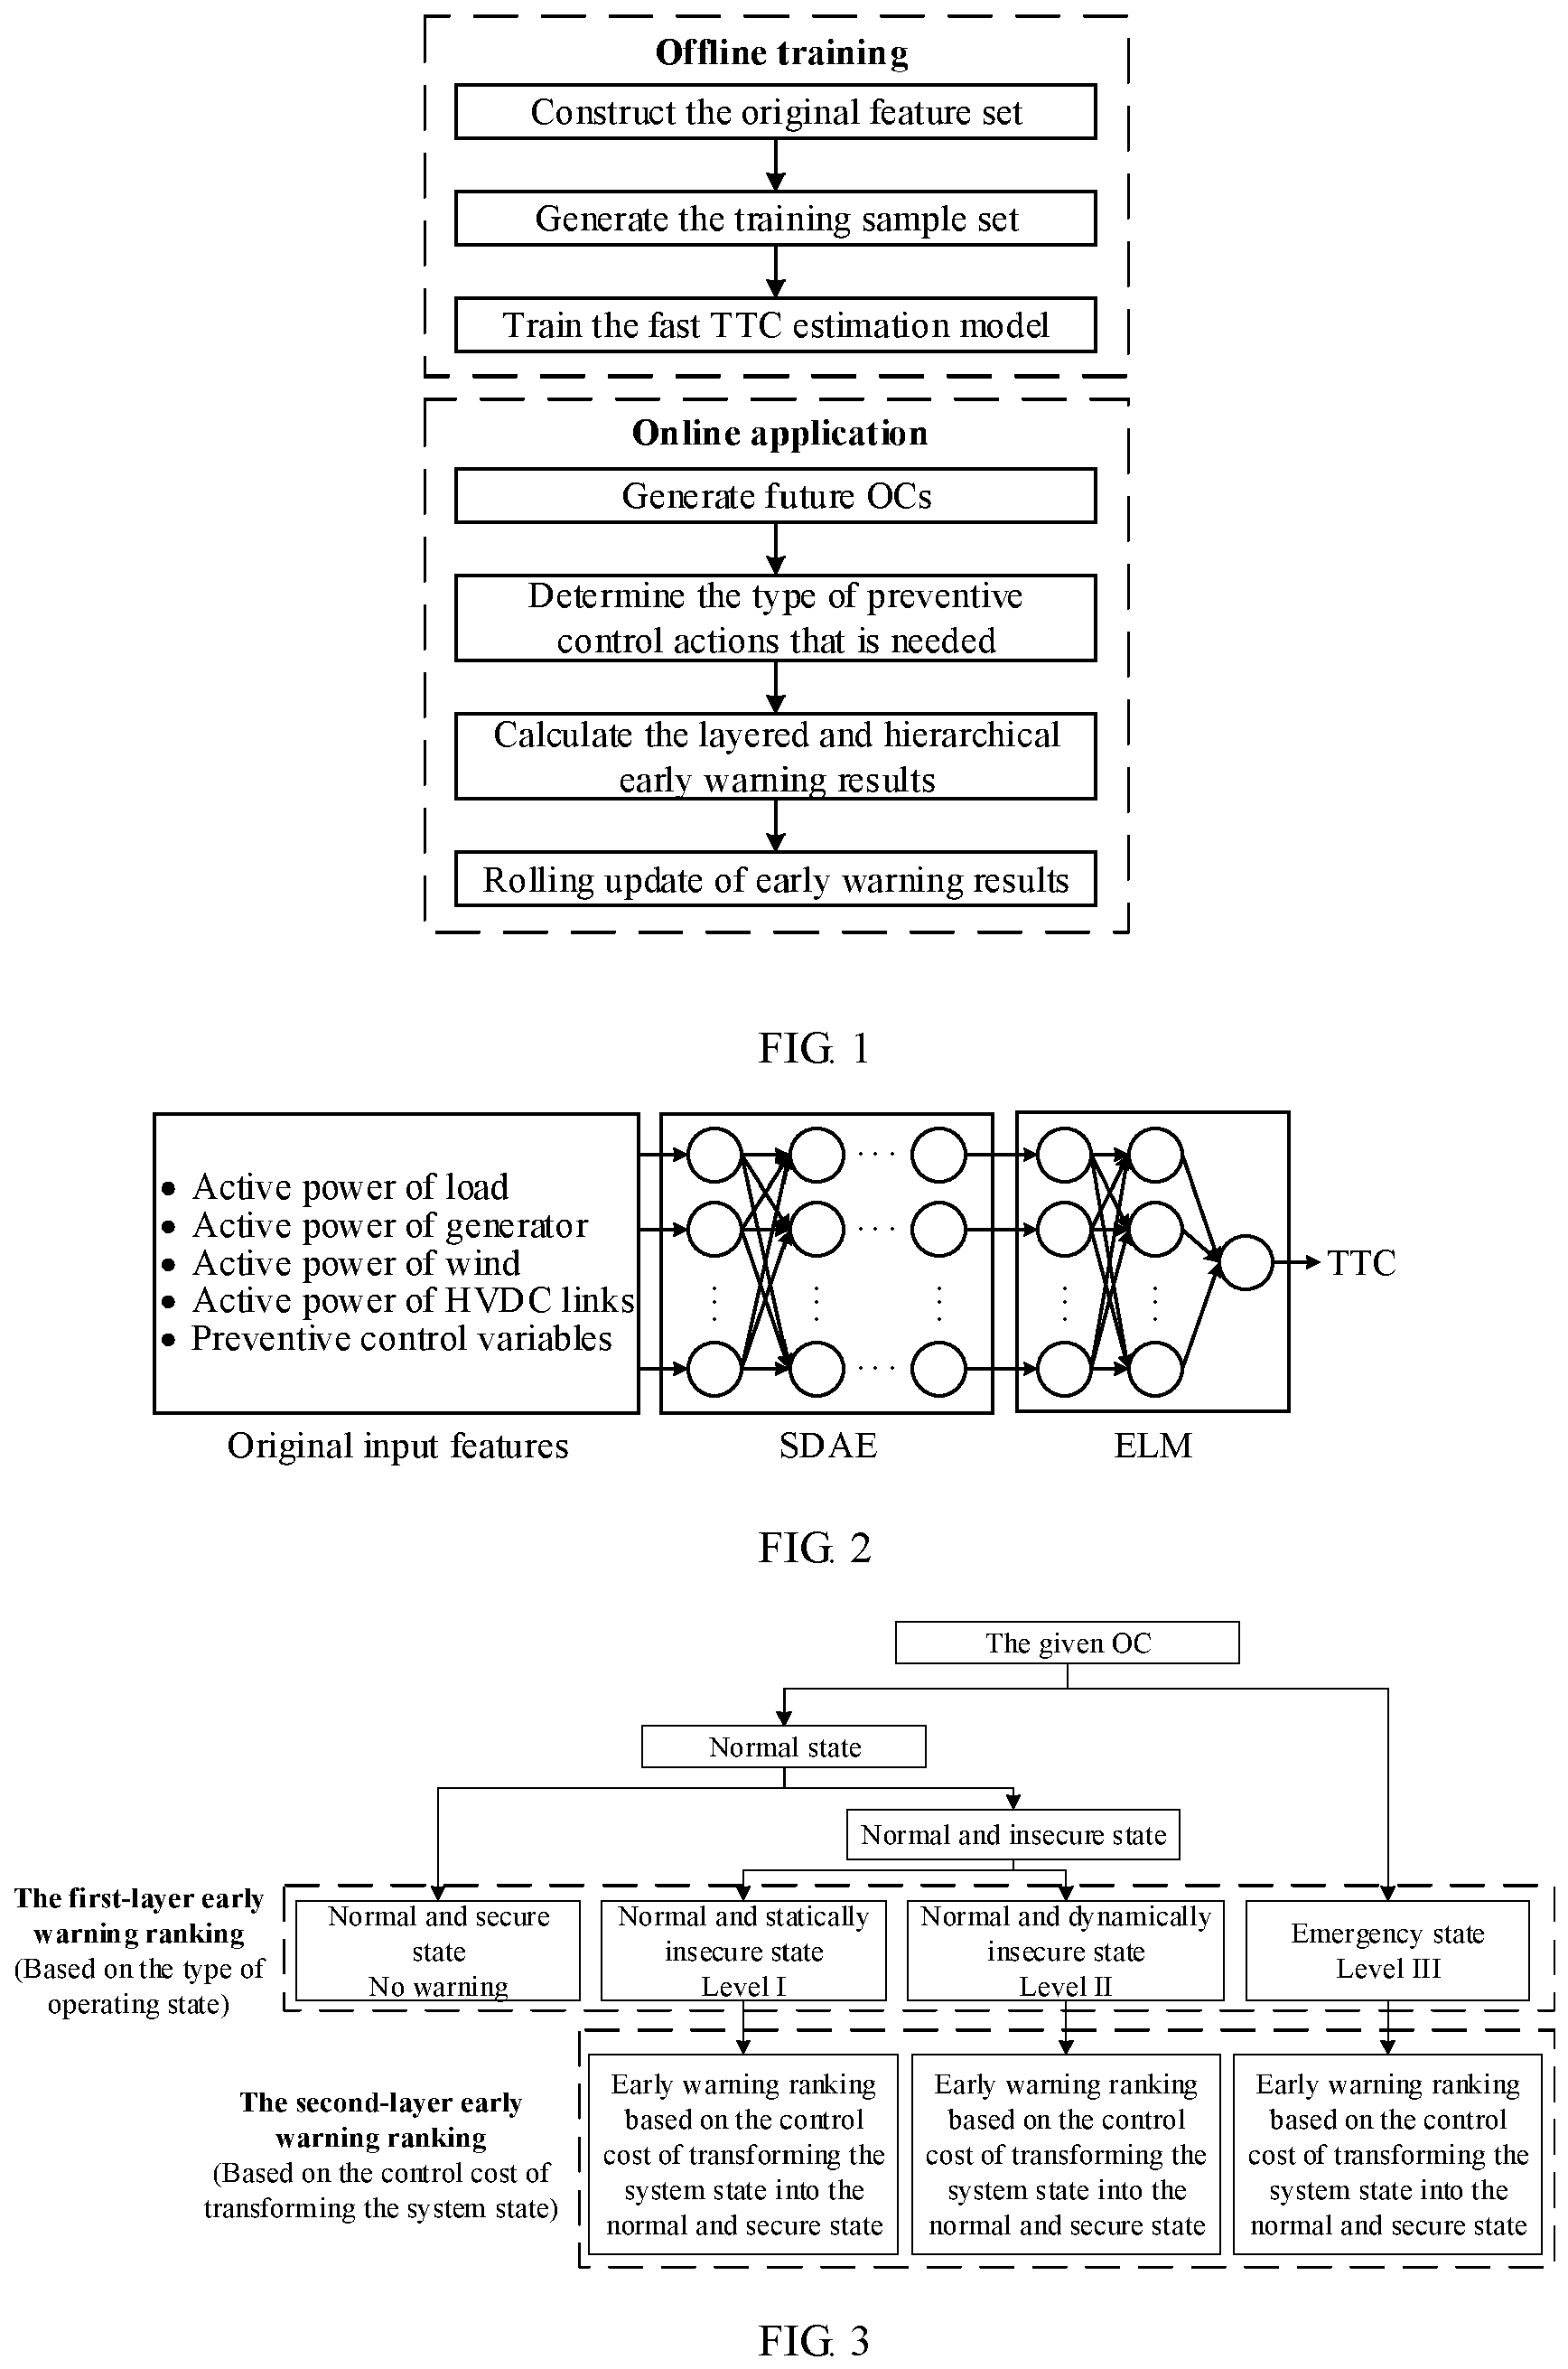 Offline training
Construct the original feature set
Generate the training sample set
Train the fast TTC estimation model
Online application
Generate future OCs
Determine the type of preventive
control actions that is needed
Calculate the layered and hierarchical
early warning results
Rolling update of early warning results
FIG. 1
• Active power of load
• Active power of generator
• Active power of wind
• Active power of HVDC links
• Preventive control variables
TTC
Original input features
SDAE
ELM
FIG. 2
The given OC
Normal state
Normal and insecure state
The first-layer early
warning ranking
(Based on the type of
operating state)
Normal and secure
state
No warning
Normal and statically
insecure state
Level I
Normal and dynamically
insecure state
Level II
Emergency state
Level III
The second-layer early
warning ranking
(Based on the control cost of
transforming the system state)
Early warning ranking
based on the control
cost of transforming the
system state into the
normal and secure state
Early warning ranking
based on the control
cost of transforming the
system state into the
normal and secure state
Early warning ranking
based on the control
cost of transforming the
system state into the
normal and secure state
FIG. 3